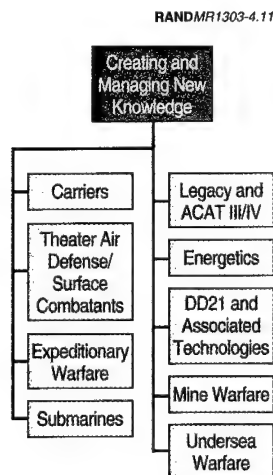 RANDMR1303-4.11
Creating and
Managing New
Knowledge
Carriers
Theater Air
Defense/
Surface
Combatants
Expeditionary
Warfare
Submarines
Legacy and
ACAT III/IV
Energetics
DD21 and
Associated
Technologies
Mine Warfare
Undersea
Warfare